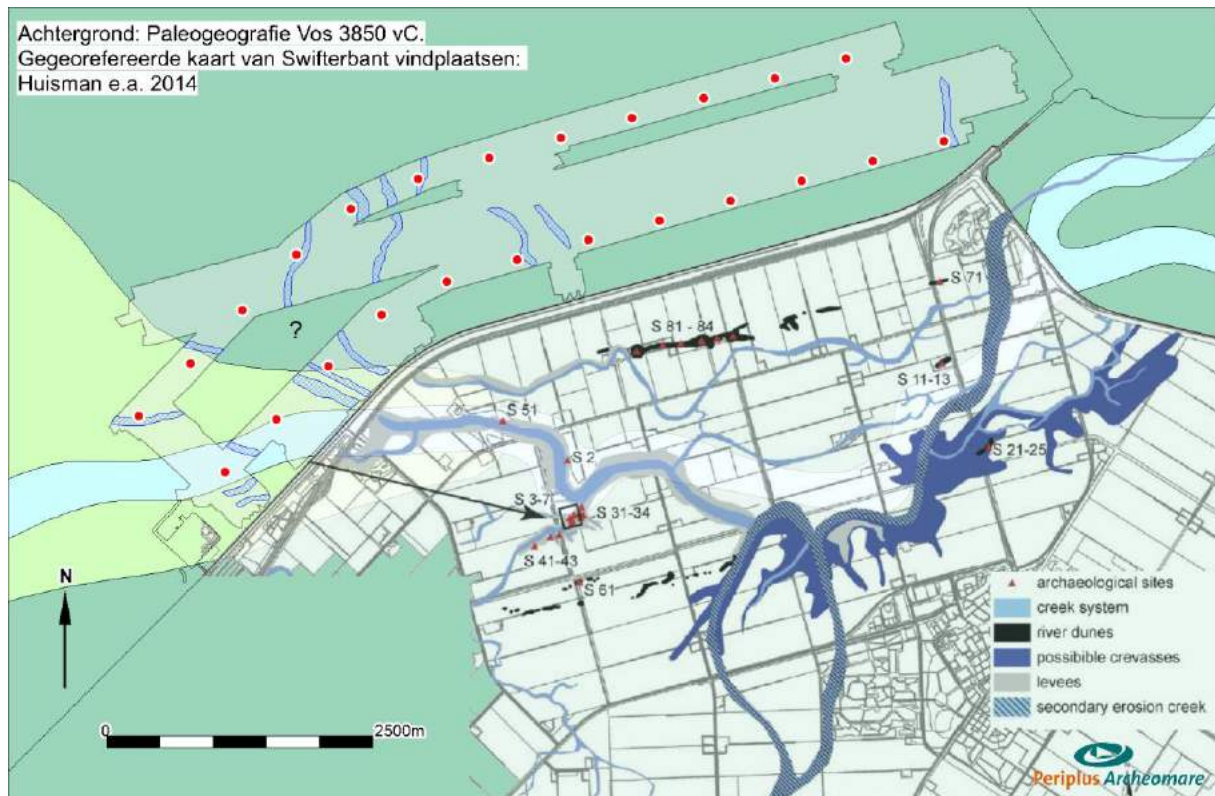 Achtergrond: Paleogeografie Vos 3850 vC.
Gegeorefereerde kaart van Swifterbant vindplaatsen:
Huisman e.a. 2014
?
S 71
S 81 - 84
S 11-13
S 51
S 2
S 21-25
S 3-7
S 31-34
S 41-43
S 61
N
0 2500m
archaeological sites
creek system
river dunes
possibible crevasses
levees
secondary erosion creek
Periplus Archeomare